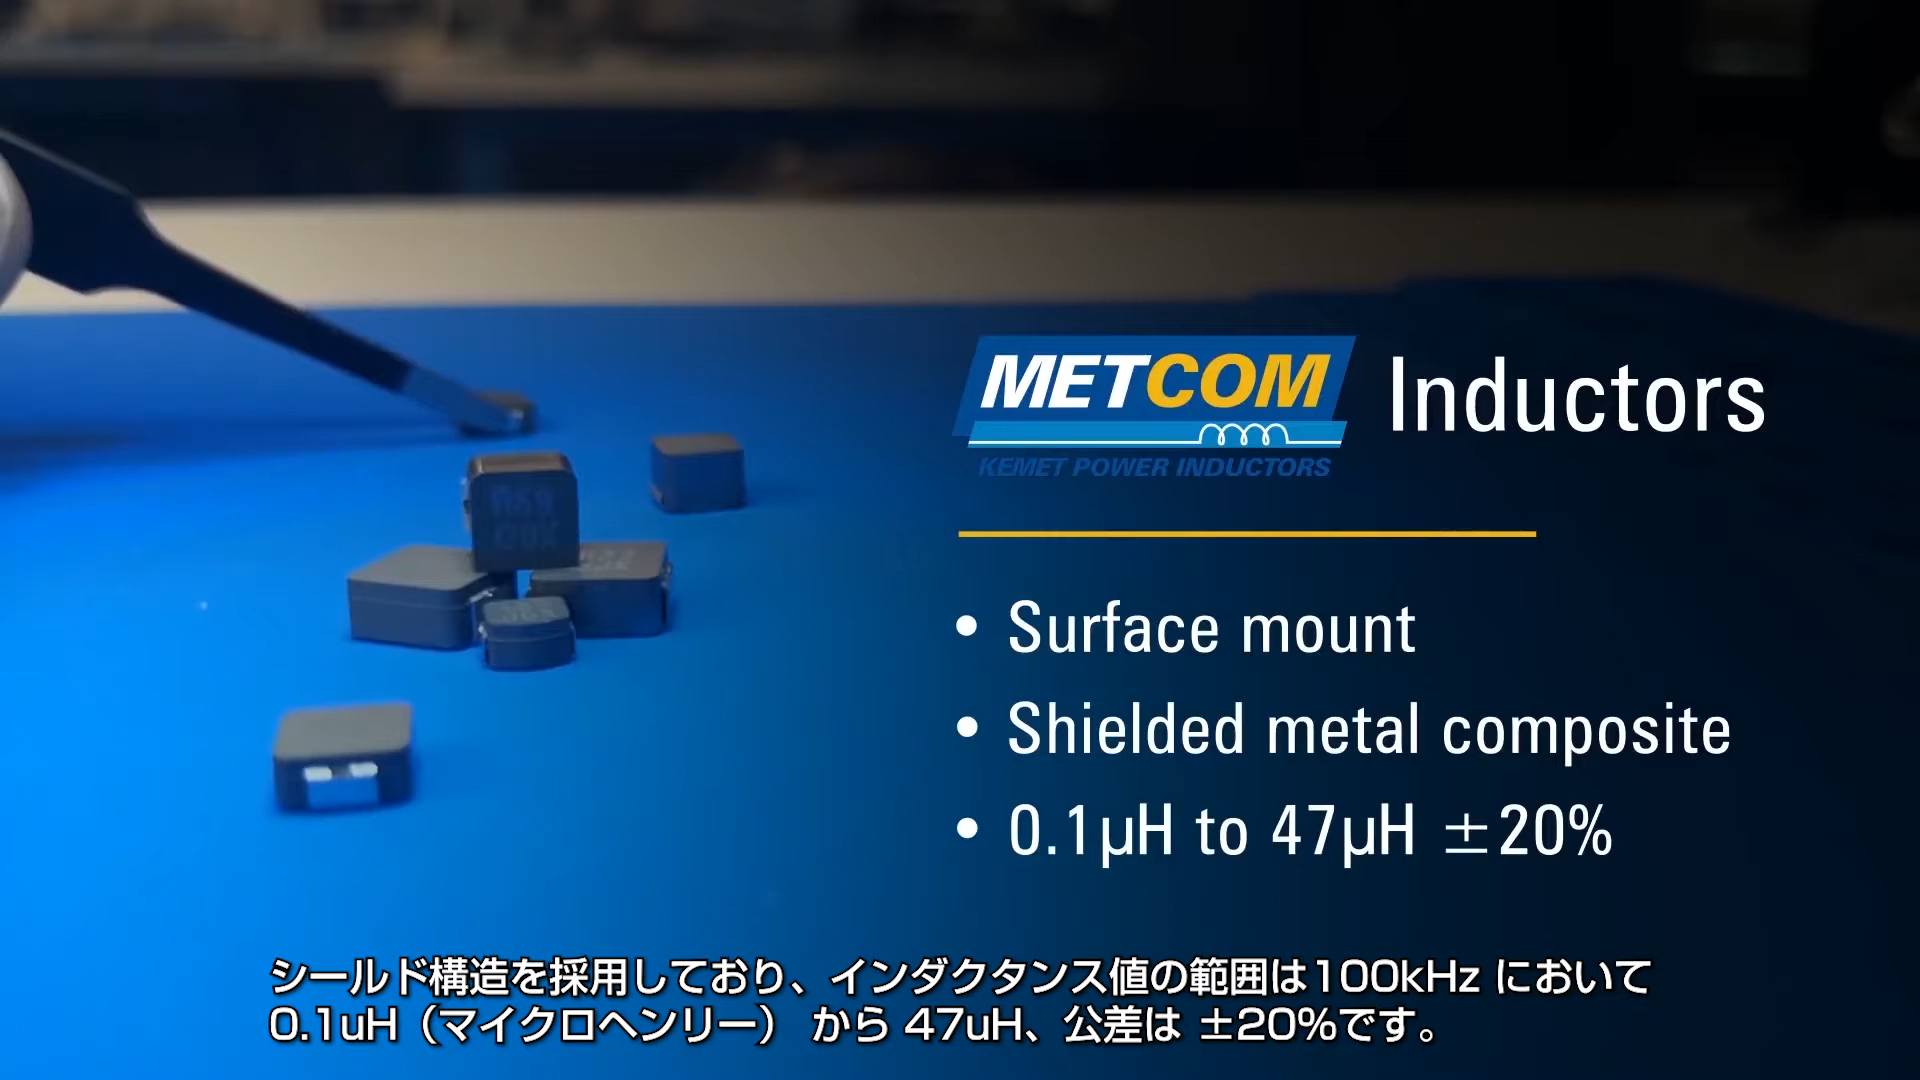 METCOM Inductors
KEMET POWER INDUCTORS
• Surface mount
• Shielded metal composite
• 0.1µH to 47µH ±20%
シールド構造を採用しており、インダクタンス値の範囲は100kHz において
0.1uH（マイクロヘンリー） から 47uH、公差は ±20%です。